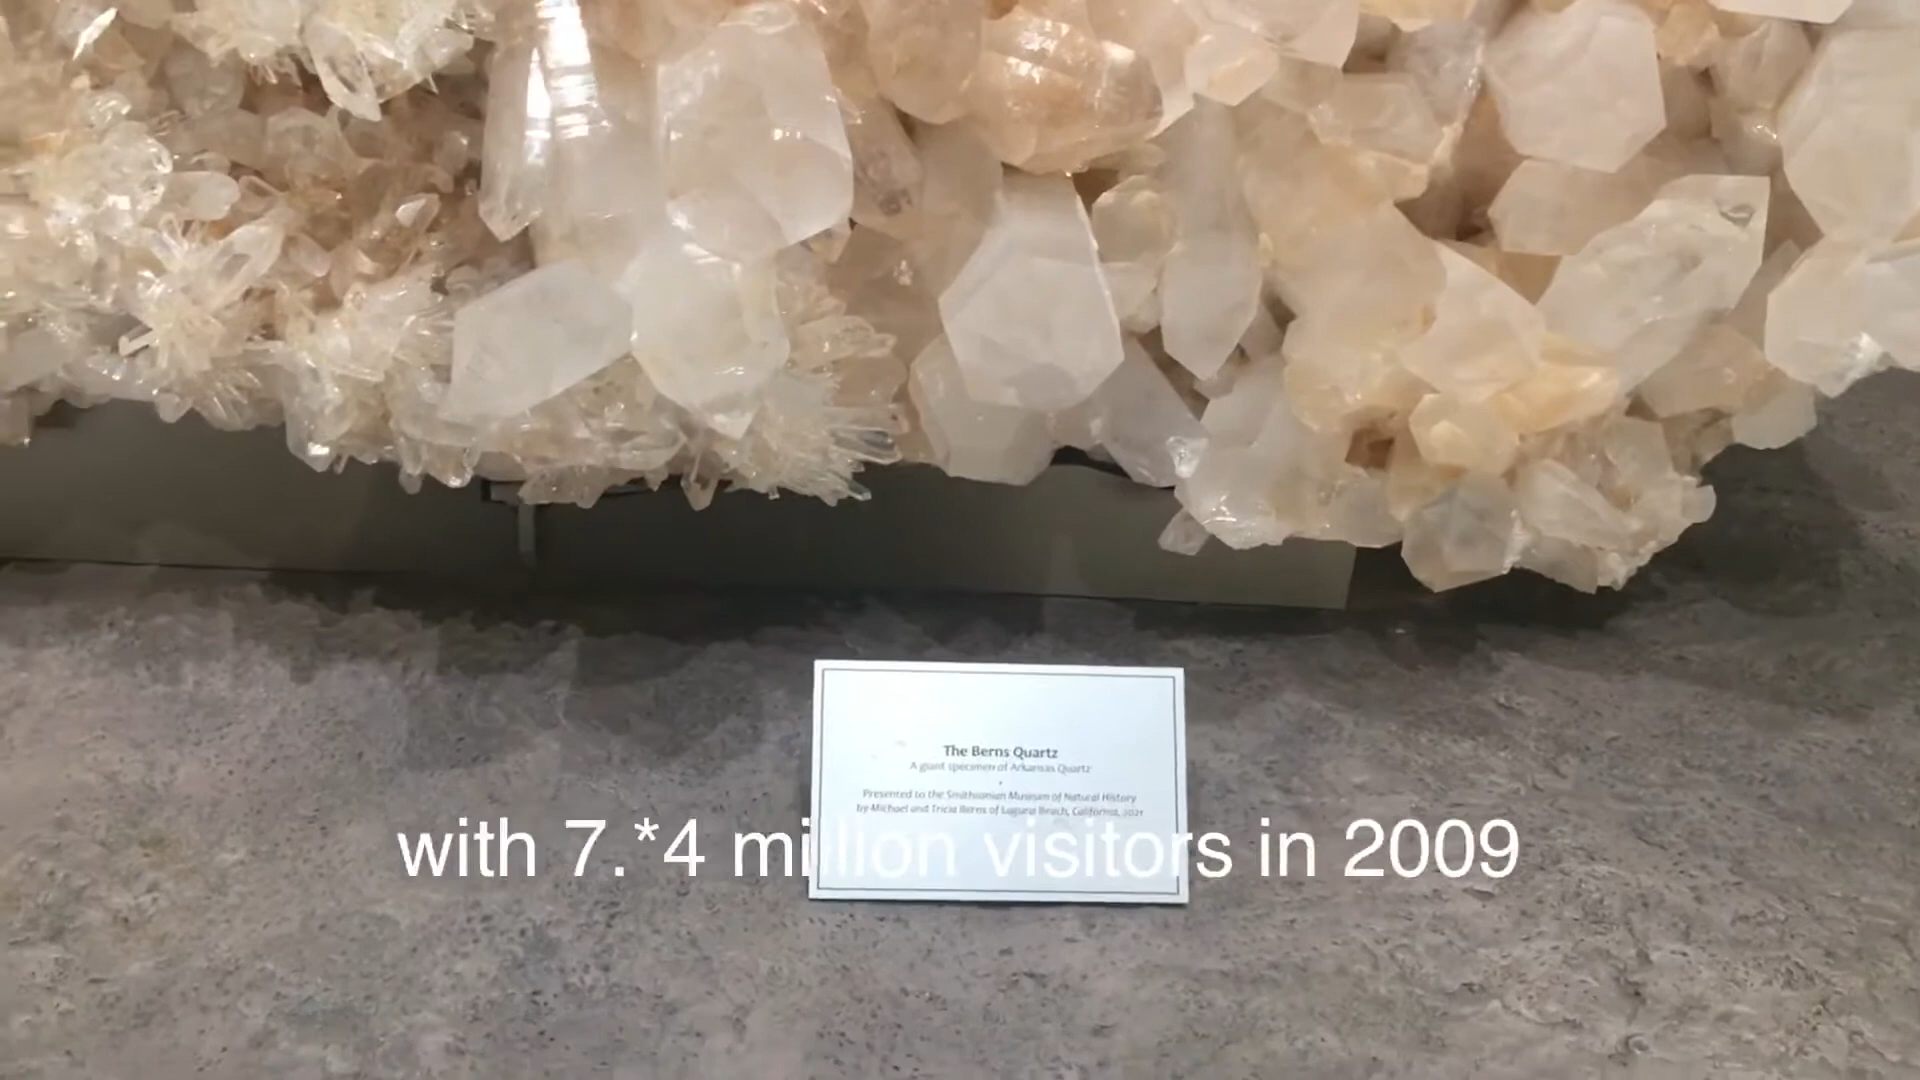 The Berns Quartz
A giant specimen of Arkansas Quartz
Presented to the Smithsonian Museum of Natural History
by Michael and Tricia Berns of Laguna Beach, California, 2021
with 7.*4 million visitors in 2009